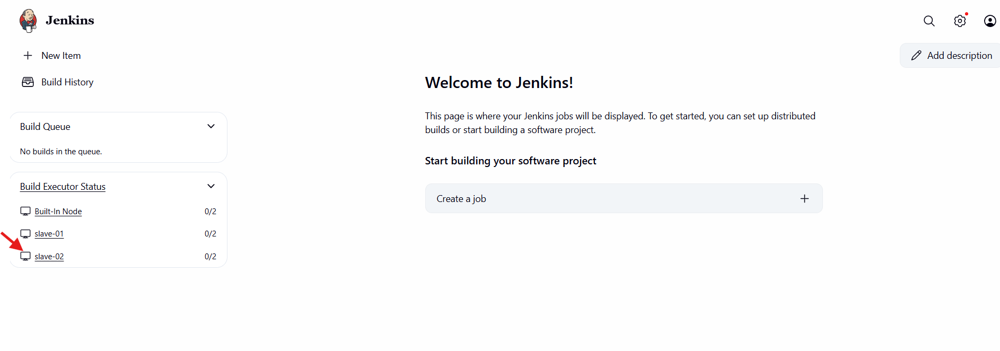 Jenkins
New Item
Build History
Add description
Build Queue
No builds in the queue.
Build Executor Status
Built-In Node 0/2
slave-01 0/2
slave-02 0/2
Welcome to Jenkins!
This page is where your Jenkins jobs will be displayed. To get started, you can set up distributed
builds or start building a software project.
Start building your software project
Create a job